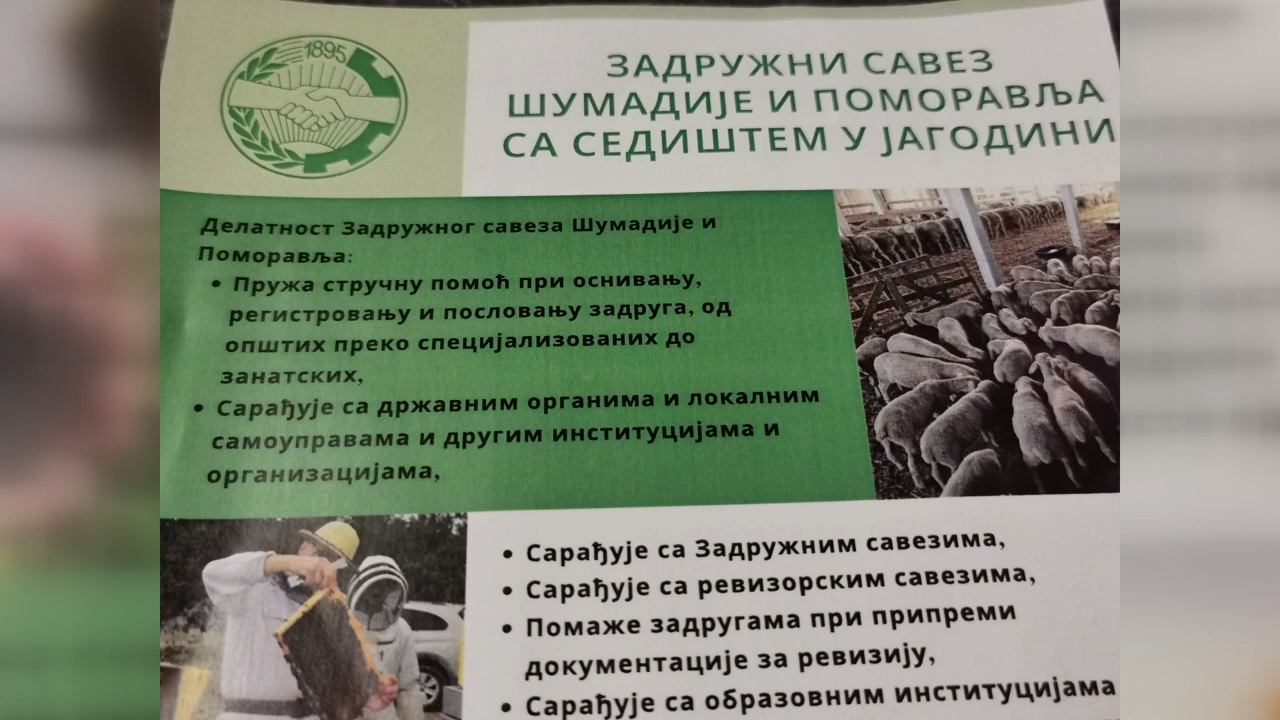 1895
ЗАДРУЖНИ САВЕЗ
ШУМАДИЈЕ И ПОМОРАВЉА
СА СЕДИШТЕМ У ЈАГОДИНИ
Делатност Задружног савеза Шумадије и
Поморавља:
• Пружа стручну помоћ при оснивању,
регистровању и пословању задруга, од
општих преко специјализованих до
занатских,
• Сарађује са државним органима и локалним
самоуправама и другим институцијама и
организацијама,
• Сарађује са Задружним савезима,
• Сарађује са ревизорским савезима,
• Помаже задругама при припреми
документације за ревизију,
• Сарађује са образовним институцијама